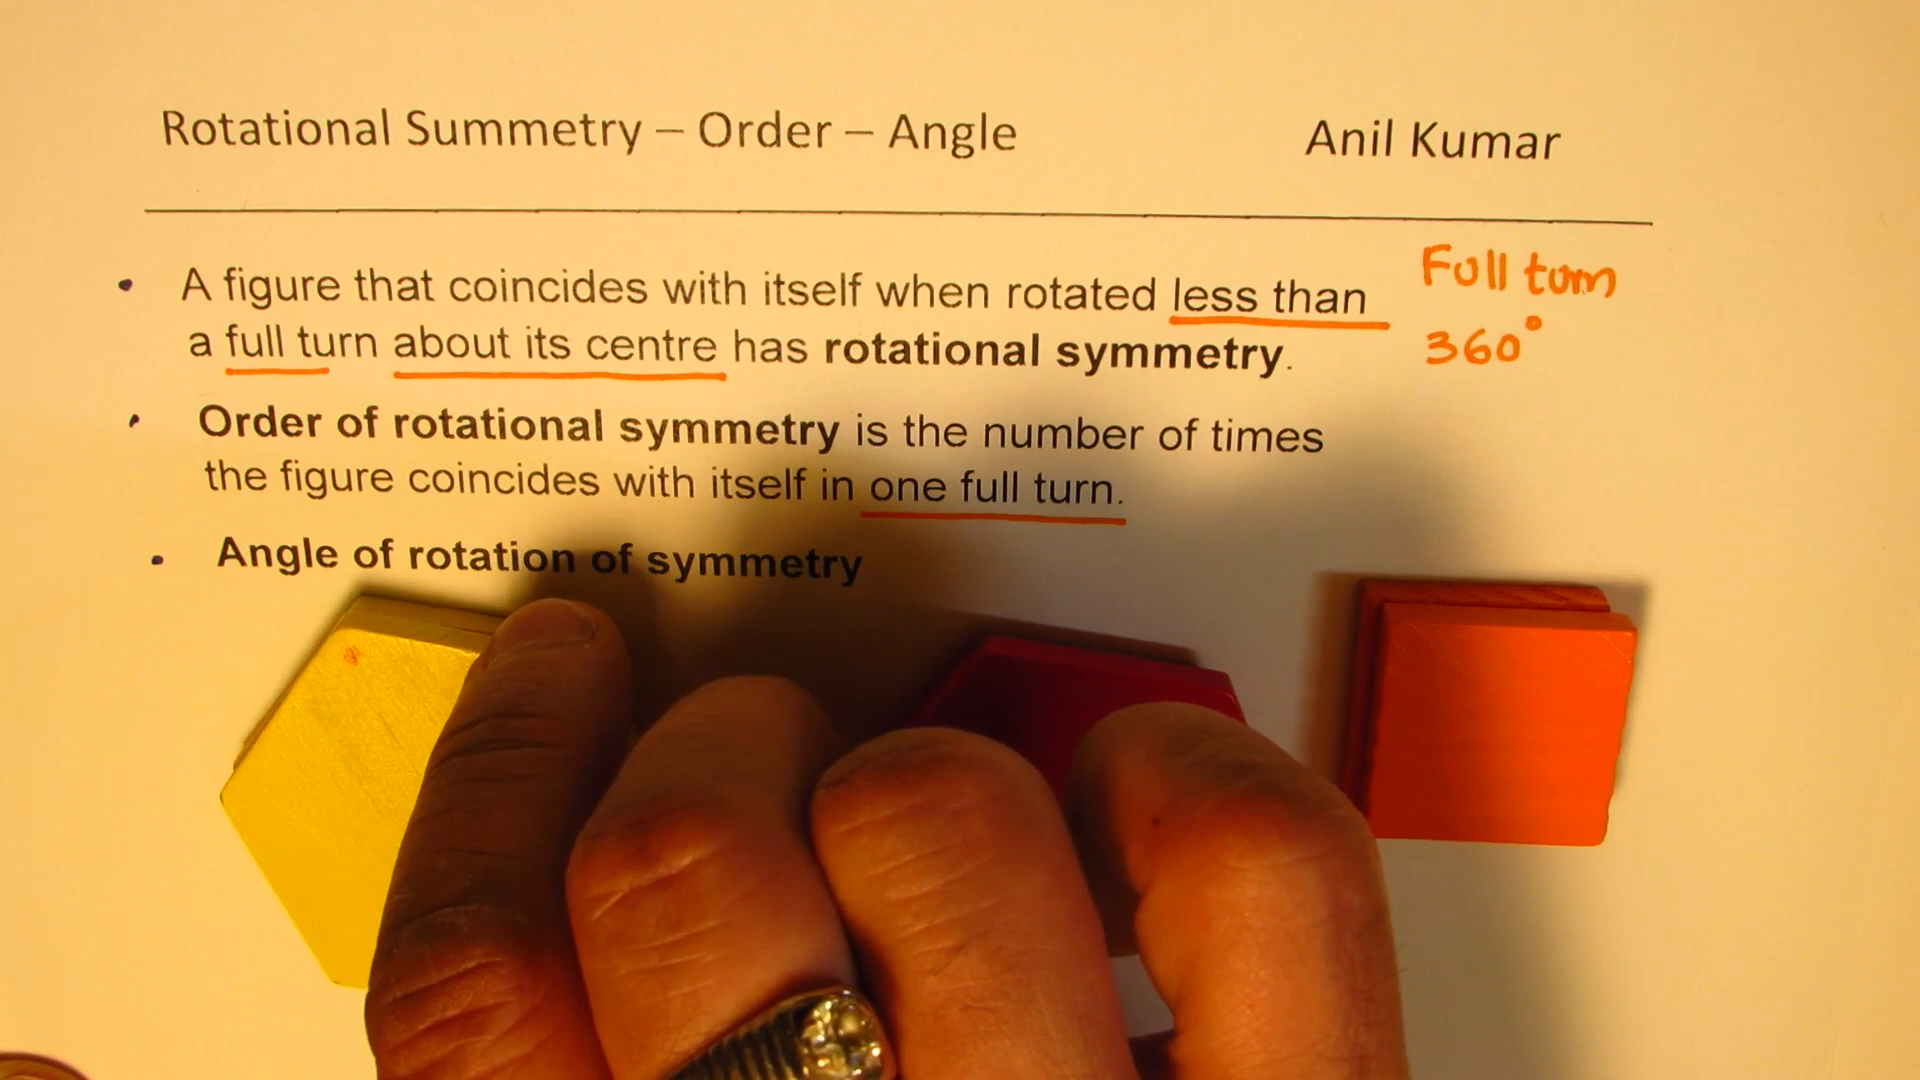 Rotational Summetry – Order – Angle
Anil Kumar
• A figure that coincides with itself when rotated less than
a full turn about its centre has rotational symmetry.
Full turn
360°
• Order of rotational symmetry is the number of times
the figure coincides with itself in one full turn.
• Angle of rotation of symmetry